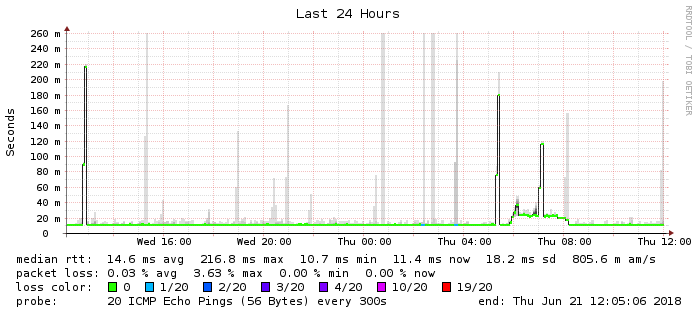 Last 24 Hours
RRDTOOL / TOBI OETIKER
Seconds
260 m
240 m
220 m
200 m
180 m
160 m
140 m
120 m
100 m
80 m
60 m
40 m
20 m
0
Wed 16:00 Wed 20:00 Thu 00:00 Thu 04:00 Thu 08:00 Thu 12:00
median rtt: 14.6 ms avg 216.8 ms max 10.7 ms min 11.4 ms now 18.2 ms sd 805.6 m am/s
packet loss: 0.03 % avg 3.63 % max 0.00 % min 0.00 % now
loss color: 0 1/20 2/20 3/20 4/20 10/20 19/20
probe: 20 ICMP Echo Pings (56 Bytes) every 300s end: Thu Jun 21 12:05:06 2018